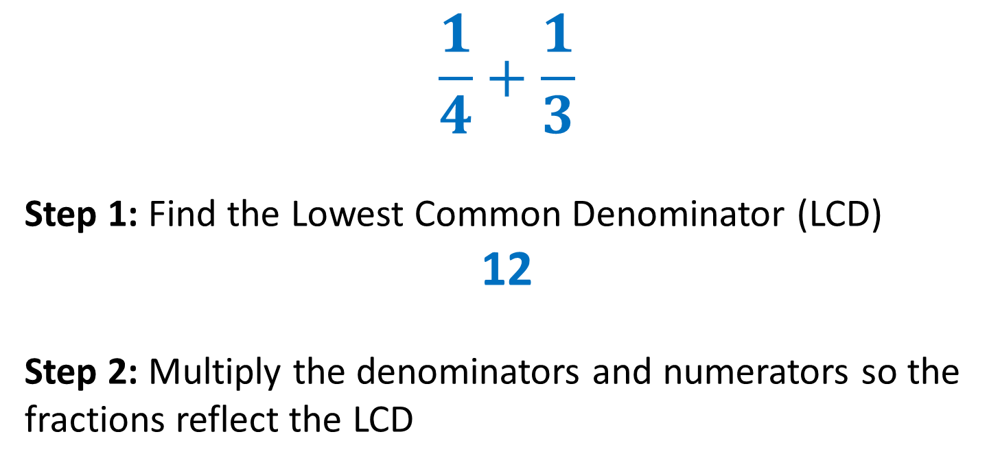 1/4 + 1/3
Step 1: Find the Lowest Common Denominator (LCD)
12
Step 2: Multiply the denominators and numerators so the
fractions reflect the LCD